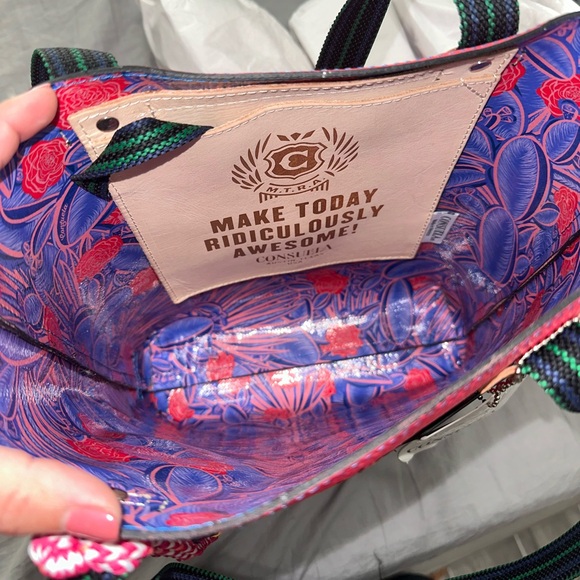 C
M.T.R.A
MAKE TODAY
RIDICULOUSLY
AWESOME!
CONSUELA